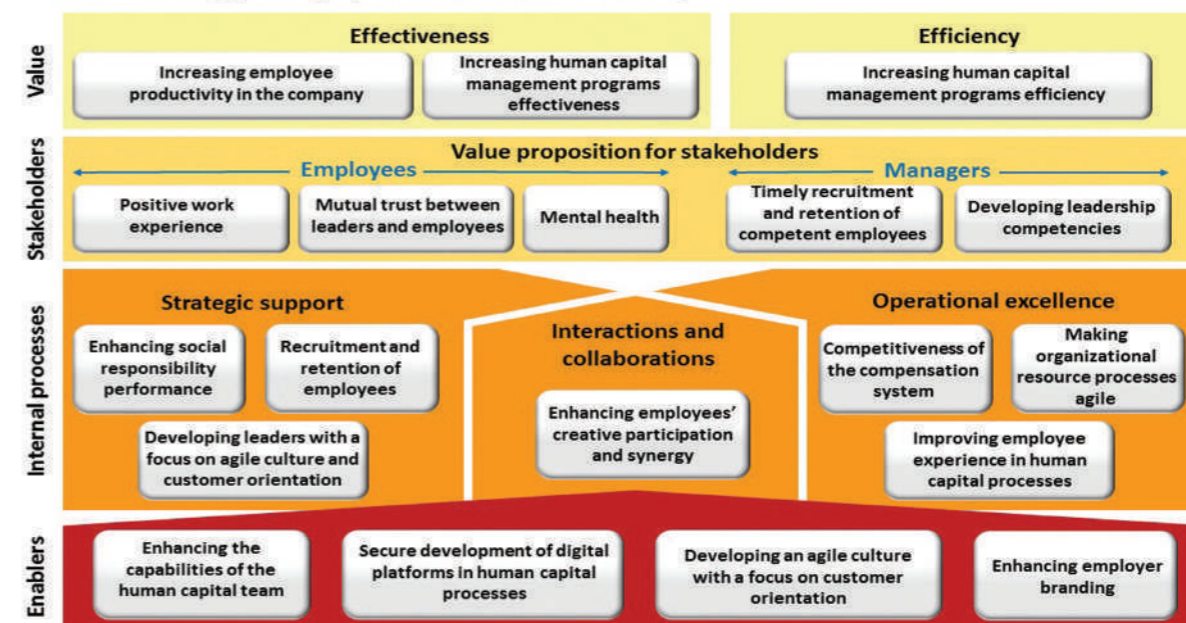 Value
Effectiveness
Increasing employee
productivity in the company
Increasing human capital
management programs
effectiveness
Efficiency
Increasing human capital
management programs efficiency
Stakeholders
Value proposition for stakeholders
Employees
Positive work
experience
Mutual trust between
leaders and employees
Mental health
Managers
Timely recruitment
and retention of
competent employees
Developing leadership
competencies
Internal processes
Strategic support
Enhancing social
responsibility
performance
Recruitment and
retention of
employees
Developing leaders with a
focus on agile culture and
customer orientation
Interactions and
collaborations
Enhancing employees’
creative participation
and synergy
Operational excellence
Competitiveness of
the compensation
system
Making
organizational
resource processes
agile
Improving employee
experience in human
capital processes
Enablers
Enhancing the
capabilities of the
human capital team
Secure development of digital
platforms in human capital
processes
Developing an agile culture
with a focus on customer
orientation
Enhancing employer
branding